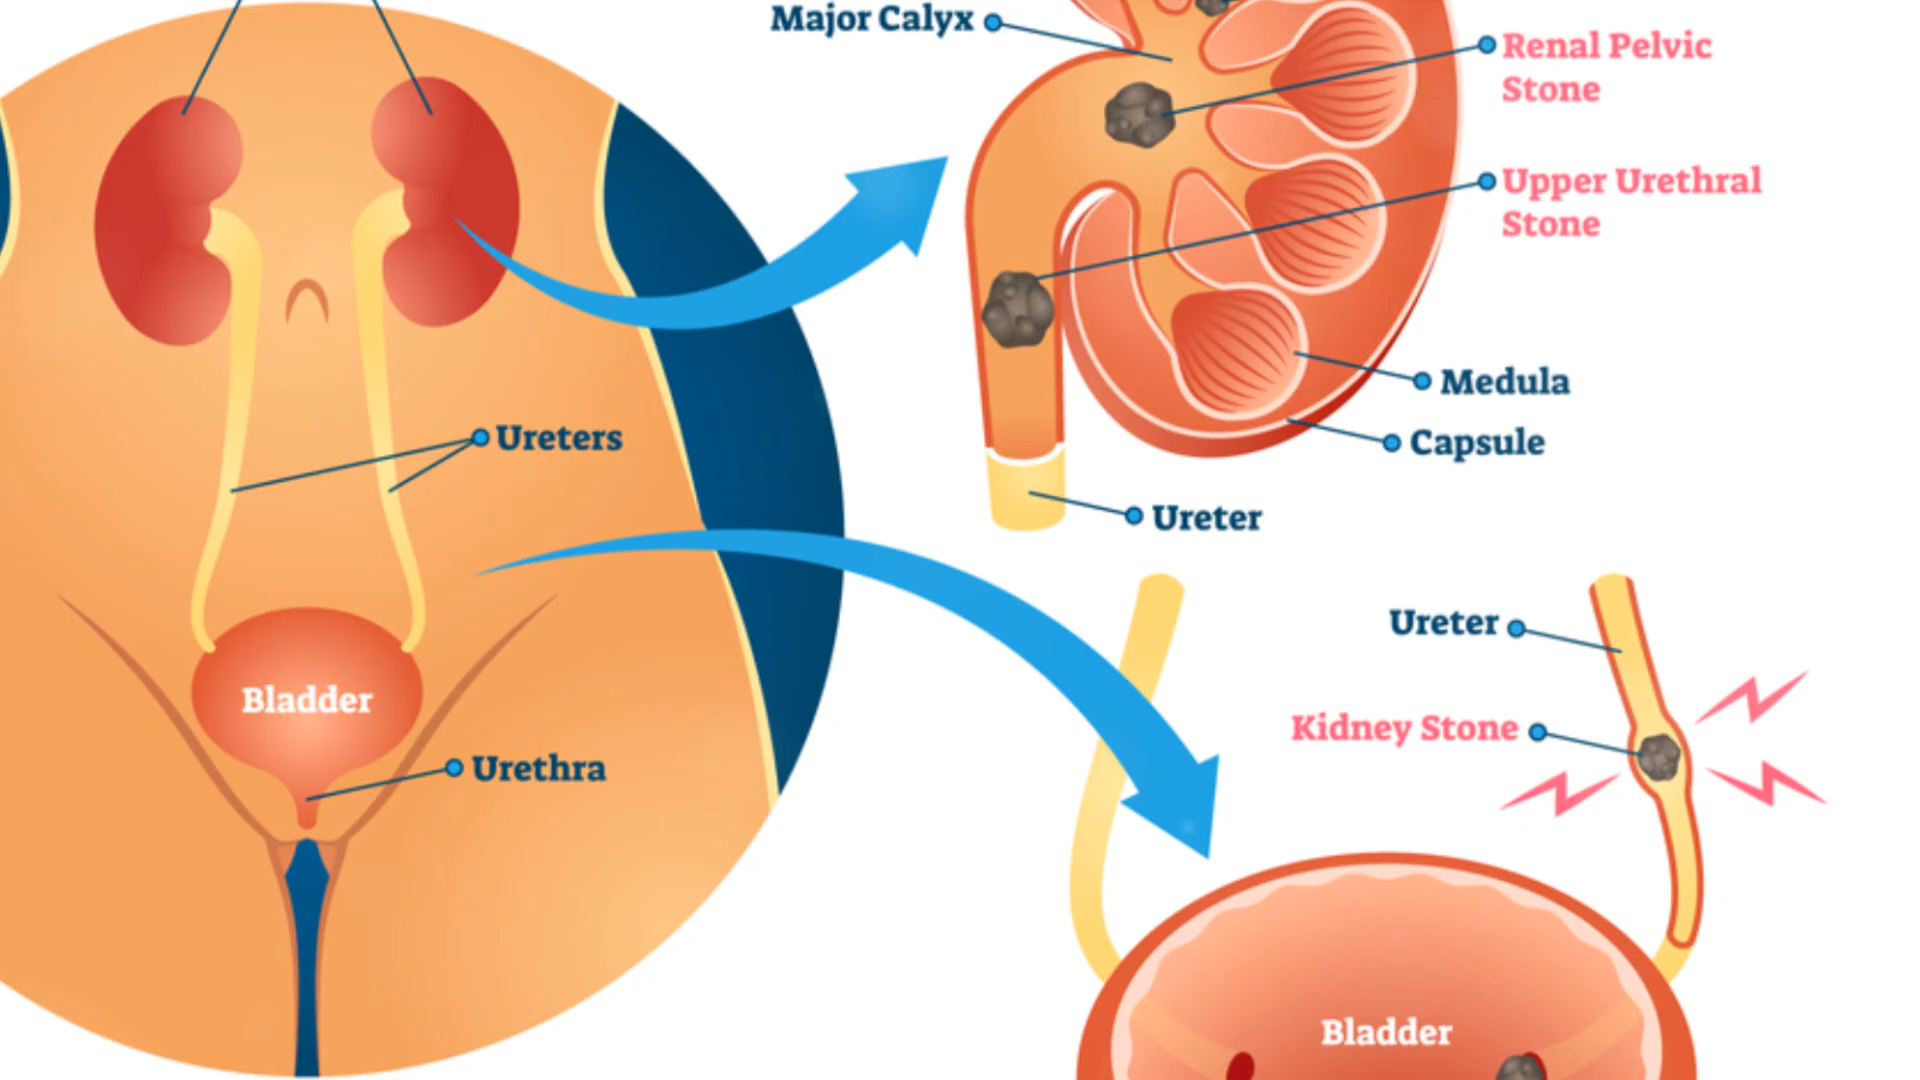 Major Calyx
Renal Pelvic
Stone
Upper Urethral
Stone
Medula
Capsule
Ureters
Ureter
Ureter
Kidney Stone
Bladder
Urethra
Bladder